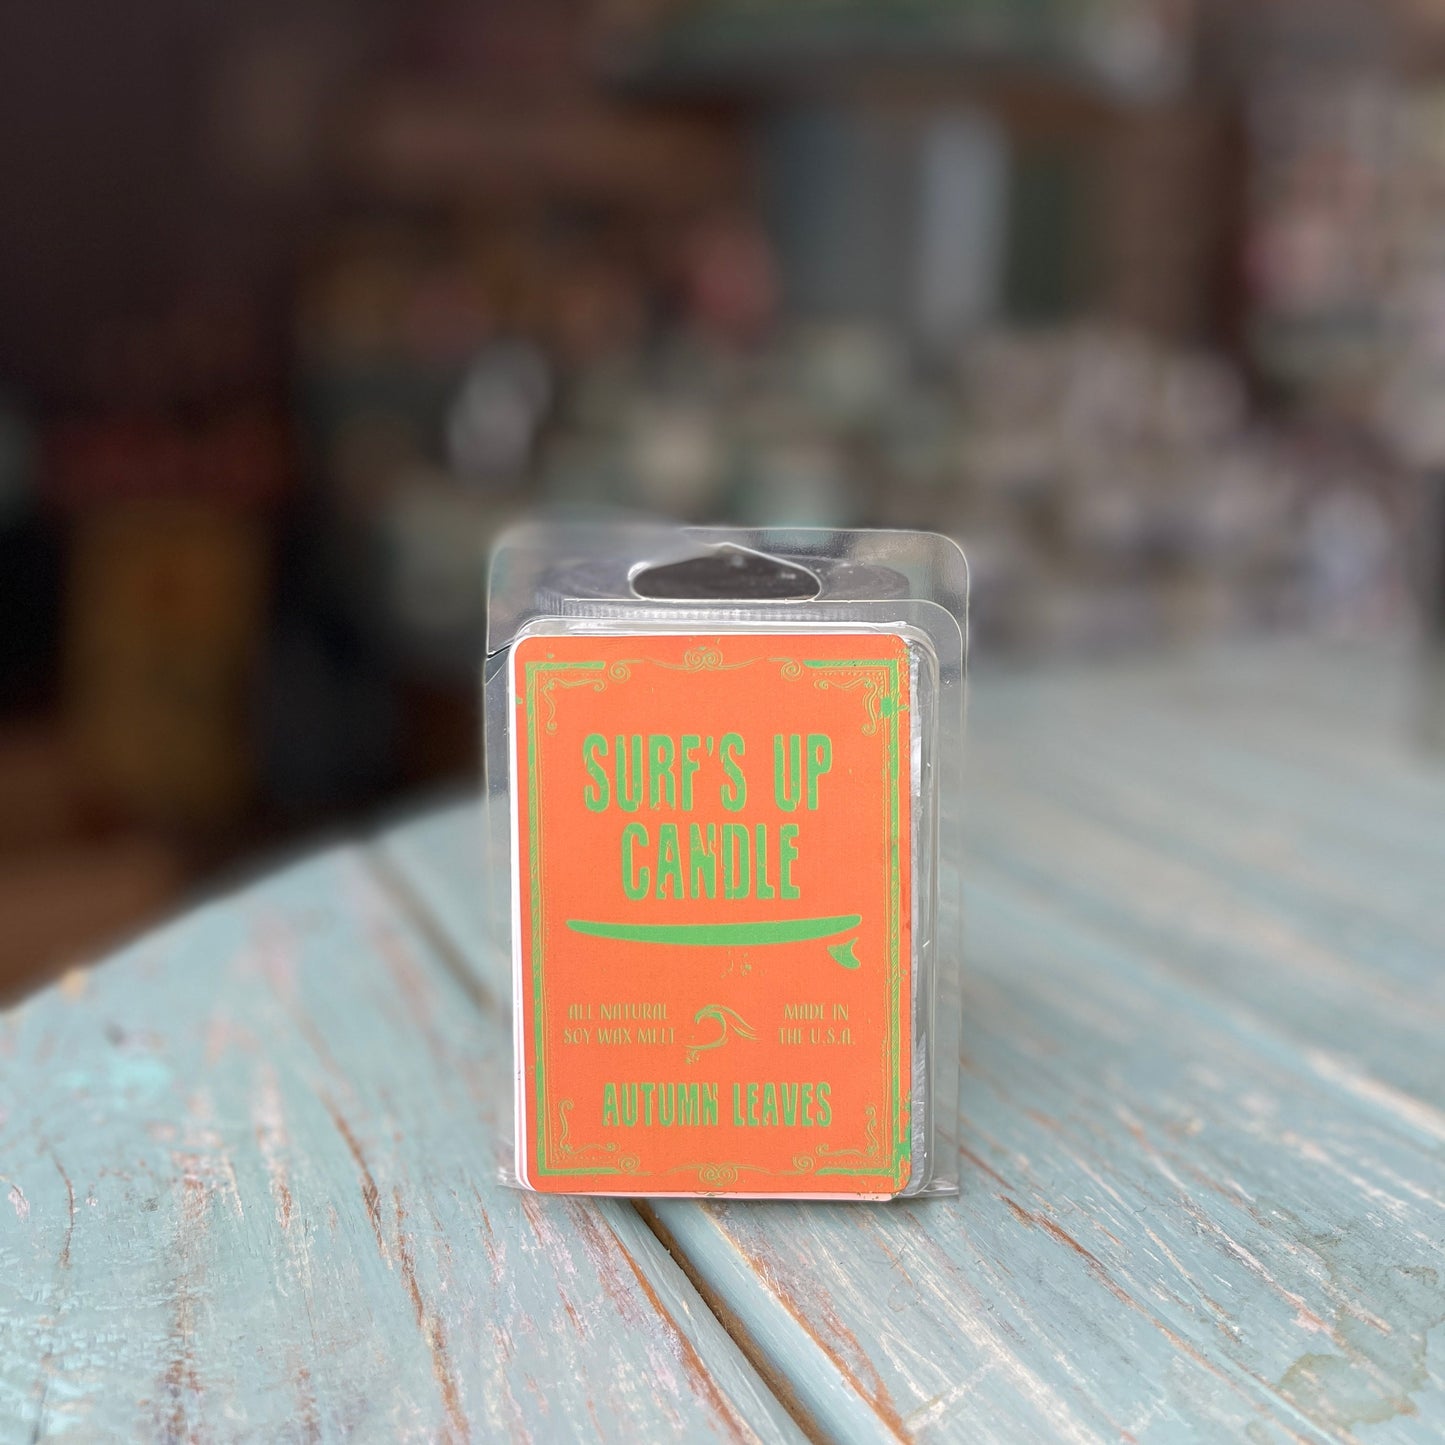 SURF'S UP
CANDLE
ALL NATURAL
SOY WAX MELT
MADE IN
THE U.S.A.
AUTUMN LEAVES